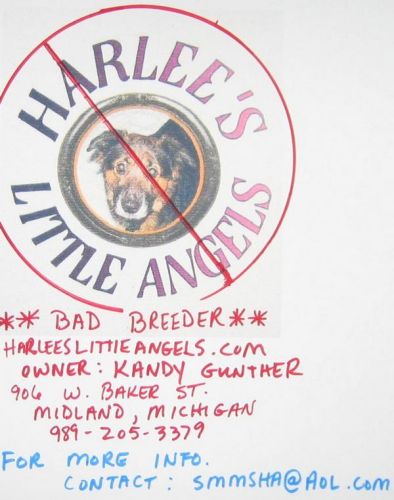 HARLEE'S
LITTLE ANGELS
** BAD BREEDER **
HARLEESLITTLEANGELS.COM
OWNER: KANDY GUNTHER
906 W. BAKER ST.
MIDLAND, MICHIGAN
989-205-3379
FOR MORE INFO.
CONTACT: SMMSHA@AOL.COM